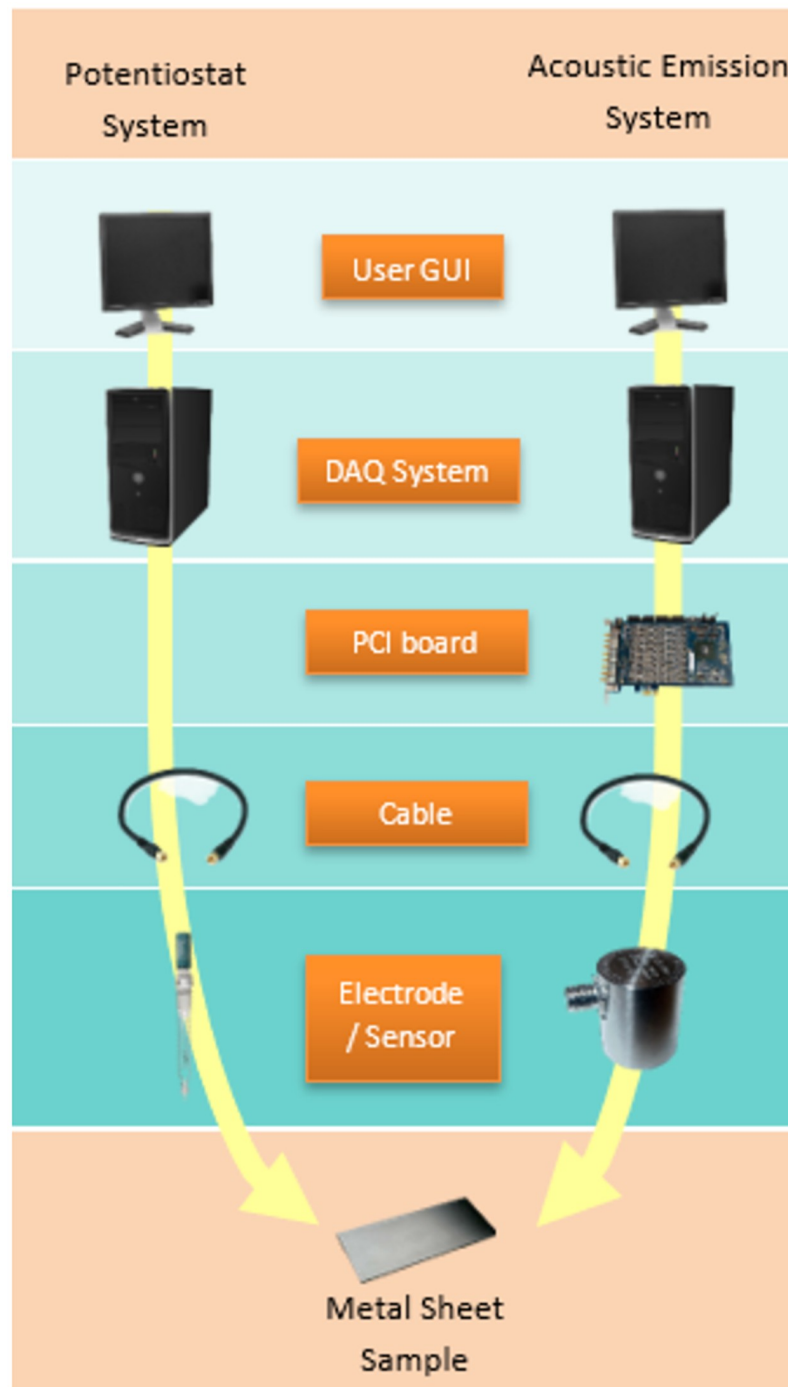 Potentiostat
System
Acoustic Emission
System
User GUI
DAQ System
PCI board
Cable
Electrode
/ Sensor
Metal Sheet
Sample